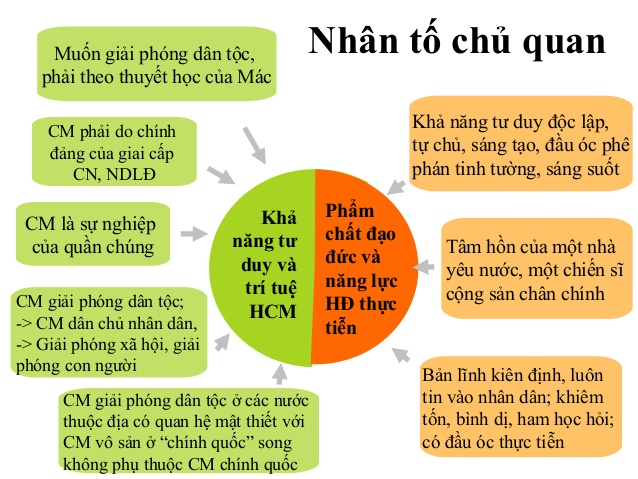 Nhân tố chủ quan
Muốn giải phóng dân tộc,
phải theo thuyết học của Mác
CM phải do chính
đảng của giai cấp
CN, NDLĐ
CM là sự nghiệp
của quần chúng
CM giải phóng dân tộc;
-> CM dân chủ nhân dân,
-> Giải phóng xã hội, giải
phóng con người
CM giải phóng dân tộc ở các nước
thuộc địa có quan hệ mật thiết với
CM vô sản ở “chính quốc” song
không phụ thuộc CM chính quốc
Khả
năng tư
duy và
trí tuệ
HCM
Phẩm
chất đạo
đức và
năng lực
HĐ thực
tiễn
Khả năng tư duy độc lập,
tự chủ, sáng tạo, đầu óc phê
phán tinh tường, sáng suốt
Tâm hồn của một nhà
yêu nước, một chiến sĩ
cộng sản chân chính
Bản lĩnh kiên định, luôn
tin vào nhân dân; khiêm
tốn, bình dị, ham học hỏi;
có đầu óc thực tiễn